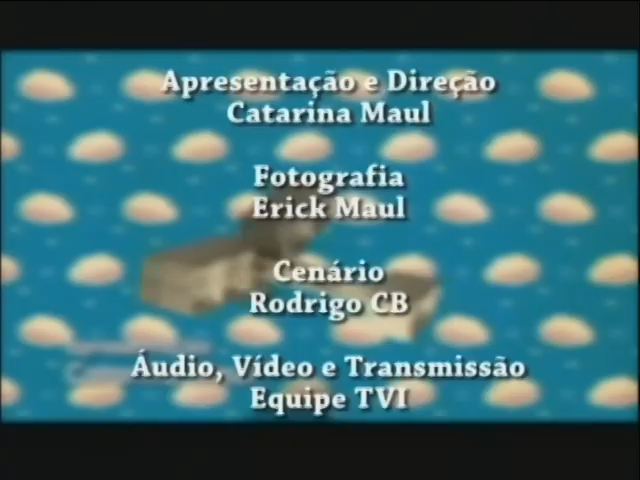 Apresentação e Direção
Catarina Maul
Fotografia
Erick Maul
Cenário
Rodrigo CB
Áudio, Vídeo e Transmissão
Equipe TVI